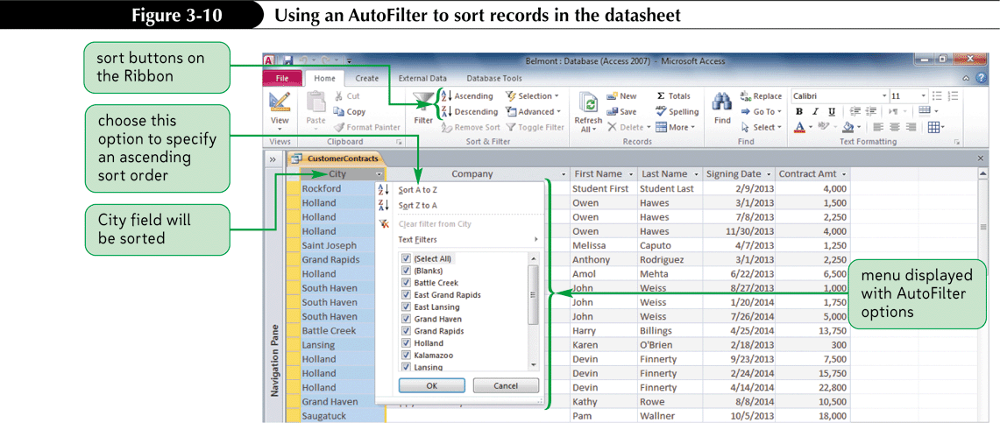 Figure 3-10 Using an AutoFilter to sort records in the datasheet
sort buttons on
the Ribbon
choose this
option to specify
an ascending
sort order
City field will
be sorted
menu displayed
with AutoFilter
options
Belmont : Database (Access 2007) - Microsoft Access
File Home Create External Data Database Tools
View
Views
Paste
Cut
Copy
Format Painter
Clipboard
Filter
Ascending
Descending
Remove Sort
Selection
Advanced
Toggle Filter
Sort & Filter
Refresh
All
New
Save
Delete
Totals
Spelling
More
Records
Find
Replace
Go To
Select
Find
Calibri 11
B I U
A
Text Formatting
»
Navigation Pane
CustomerContracts
City Company First Name Last Name Signing Date Contract Amt
Rockford Student First Student Last 2/9/2013 4,000
Holland Owen Hawes 3/1/2013 1,500
Holland Owen Hawes 7/8/2013 2,250
Holland Owen Hawes 11/30/2013 4,000
Saint Joseph Melissa Caputo 4/7/2013 1,250
Grand Rapids Anthony Rodriguez 3/1/2013 2,250
Holland Amol Mehta 6/22/2013 6,500
South Haven John Weiss 8/27/2013 1,000
South Haven John Weiss 1/20/2014 1,750
South Haven John Weiss 7/26/2014 5,000
Battle Creek Harry Billings 4/25/2014 13,750
Lansing Karen O'Brien 2/18/2013 300
Holland Devin Finnerty 9/23/2013 7,500
Holland Devin Finnerty 2/24/2014 15,750
Holland Devin Finnerty 4/14/2014 22,800
Grand Haven Kathy Rowe 8/8/2014 10,500
Saugatuck Pam Wallner 10/5/2013 18,000
Sort A to Z
Sort Z to A
Clear filter from City
Text Filters
(Select All)
(Blanks)
Battle Creek
East Grand Rapids
East Lansing
Grand Haven
Grand Rapids
Holland
Kalamazoo
Lansing
OK Cancel